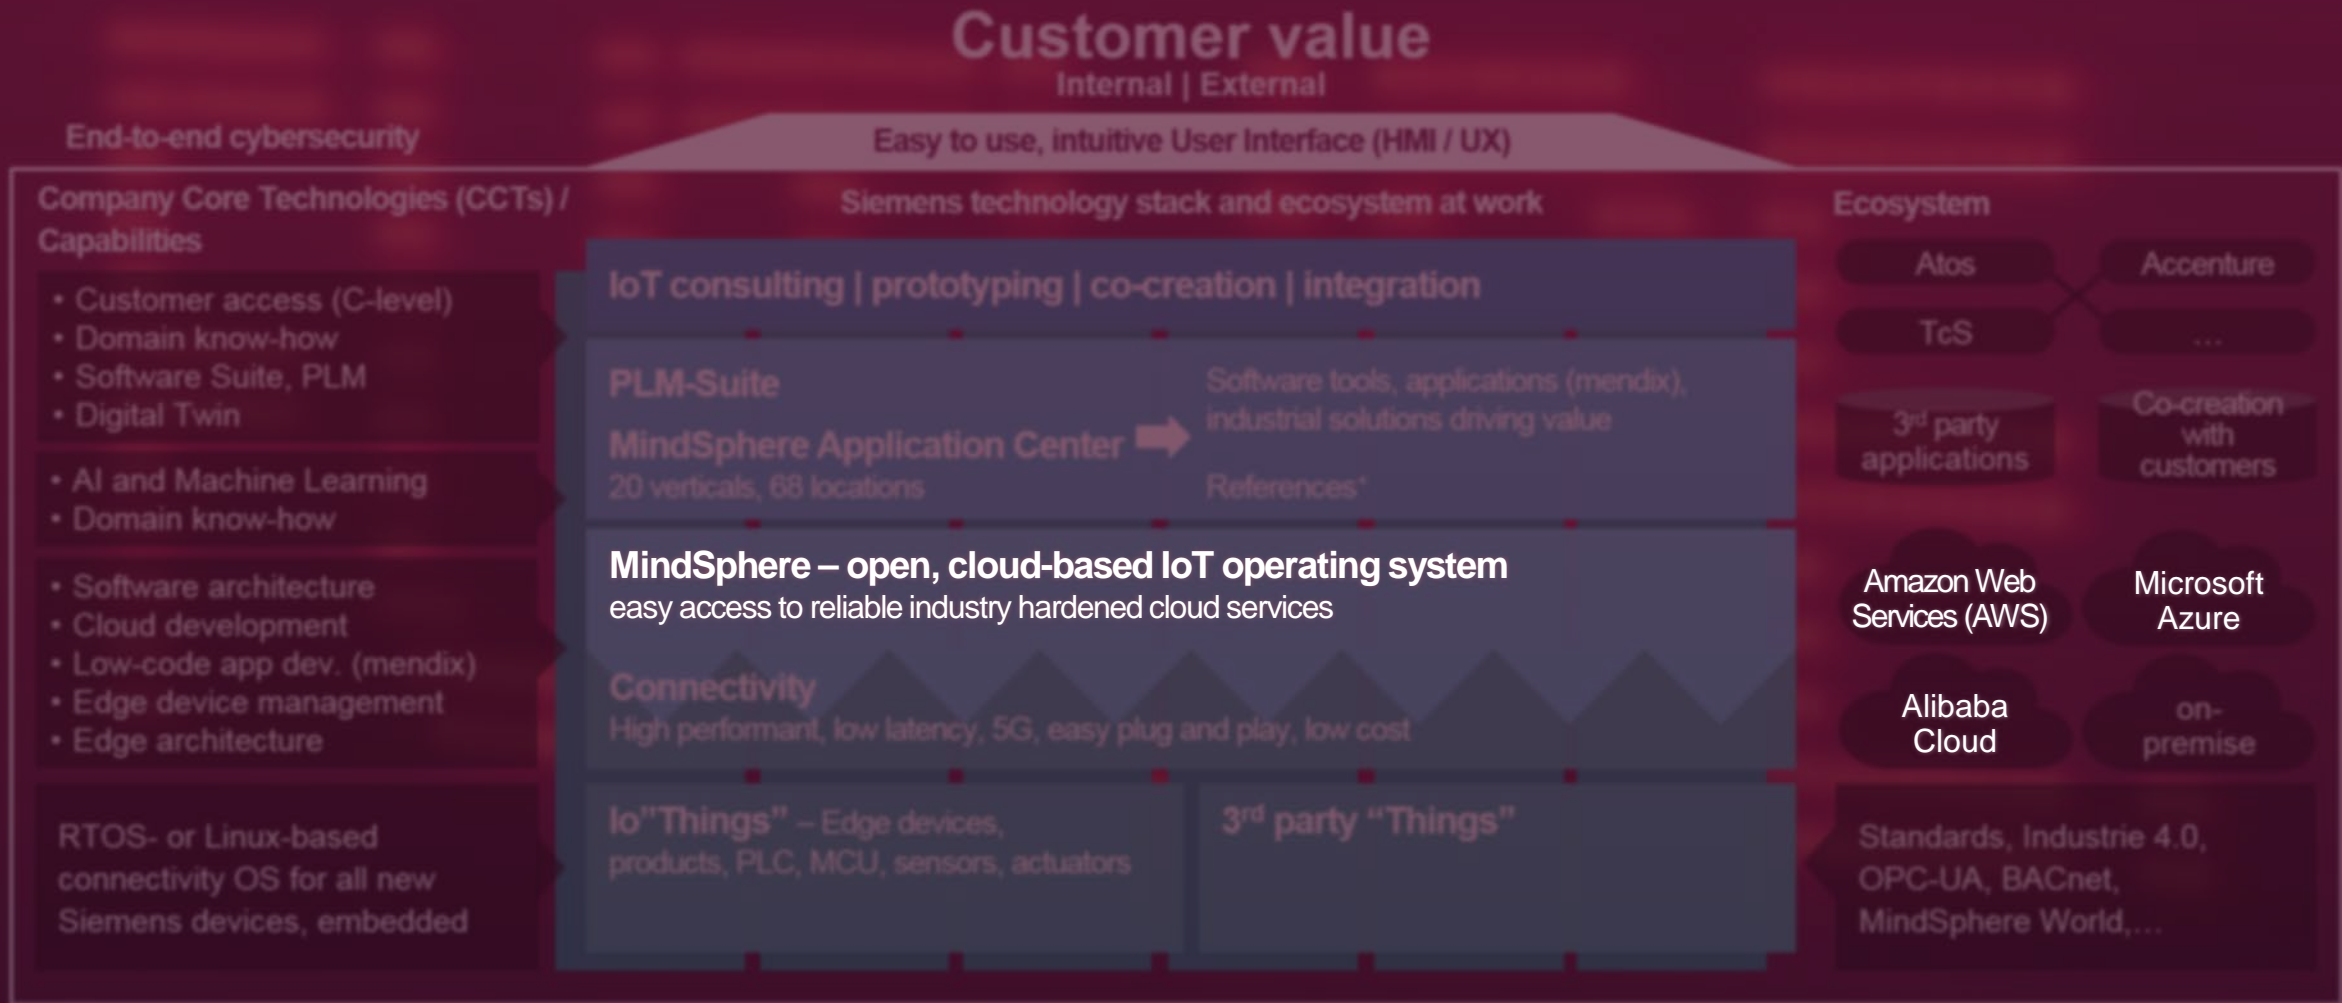 Customer value
Internal | External
End-to-end cybersecurity
Easy to use, intuitive User Interface (HMI / UX)
Company Core Technologies (CCTs) /
Capabilities
• Customer access (C-level)
• Domain know-how
• Software Suite, PLM
• Digital Twin
• AI and Machine Learning
• Domain know-how
• Software architecture
• Cloud development
• Low-code app dev. (mendix)
• Edge device management
• Edge architecture
RTOS- or Linux-based
connectivity OS for all new
Siemens devices, embedded
Siemens technology stack and ecosystem at work
IoT consulting | prototyping | co-creation | integration
PLM-Suite
MindSphere Application Center
20 verticals, 68 locations
Software tools, applications (mendix),
industrial solutions driving value
References*
MindSphere – open, cloud-based IoT operating system
easy access to reliable industry hardened cloud services
Connectivity
High performant, low latency, 5G, easy plug and play, low cost
Io”Things” – Edge devices,
products, PLC, MCU, sensors, actuators
3rd party “Things”
Ecosystem
Atos
Accenture
TcS
...
3rd party
applications
Co-creation
with
customers
Amazon Web
Services (AWS)
Microsoft
Azure
Alibaba
Cloud
on-
premise
Standards, Industrie 4.0,
OPC-UA, BACnet,
MindSphere World,...